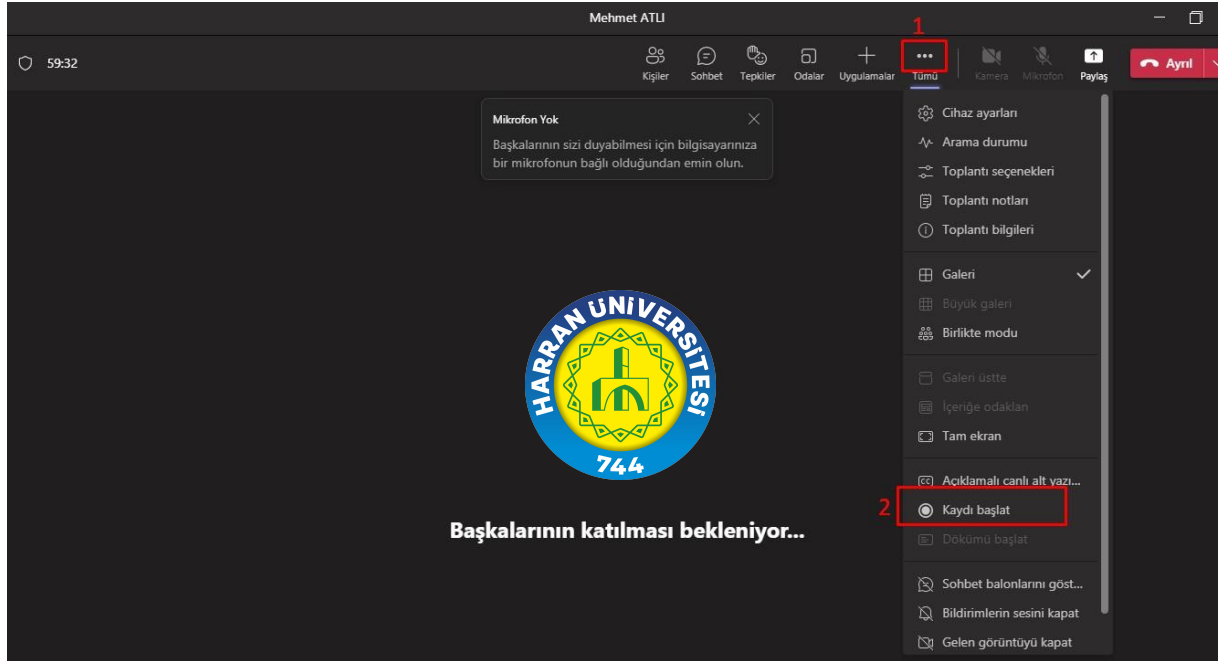 Mehmet ATLI
1
59:32
Kişiler
Sohbet
Tepkiler
Odalar
Uygulamalar
Tümü
Kamera
Mikrofon
Paylaş
Ayrıl
Mikrofon Yok
Başkalarının sizi duyabilmesi için bilgisayarınıza
bir mikrofonun bağlı olduğundan emin olun.
Cihaz ayarları
Arama durumu
Toplantı seçenekleri
Toplantı notları
Toplantı bilgileri
Galeri
Büyük galeri
Birlikte modu
Galeri üstte
İçeriğe odaklan
Tam ekran
CC Açıklamalı canlı alt yazı...
2
Kaydı başlat
Dökümü başlat
Sohbet balonlarını göst...
Bildirimlerin sesini kapat
Gelen görüntüyü kapat
HARRAN ÜNİVERSİTESİ
744
Başkalarının katılması bekleniyor...